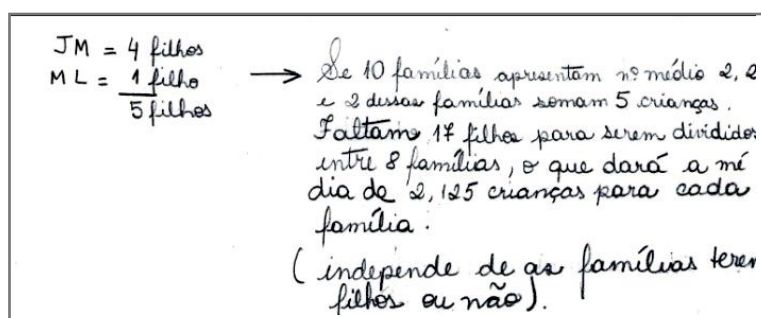 JM = 4 filhos
ML = 1 filho
5 filhos
→ Se 10 famílias apresentam nº médio 2, 2
e 2 dessas famílias somam 5 crianças.
Faltam 17 filhos para serem divididos
entre 8 famílias, o que dará a mé
dia de 2,125 crianças para cada
família.
( independe de as famílias terem
filhos ou não).